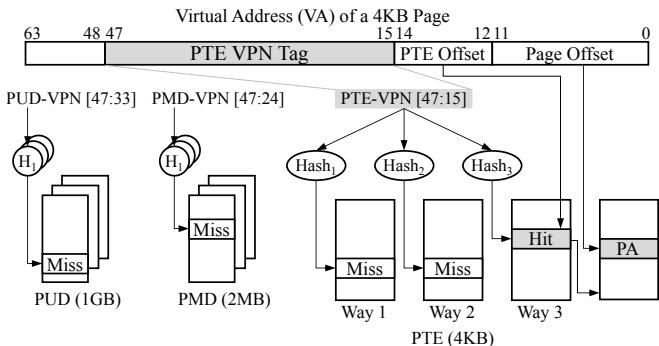 Virtual Address (VA) of a 4KB Page
63 48 47 15 14 12 11 0
PTE VPN Tag PTE Offset Page Offset
PUD-VPN [47:33] PMD-VPN [47:24] PTE-VPN [47:15]
H1 H1 Hash1 Hash2 Hash3
Miss Hit PA
Miss Miss Miss
PUD (1GB) PMD (2MB) Way 1 Way 2 Way 3
PTE (4KB)